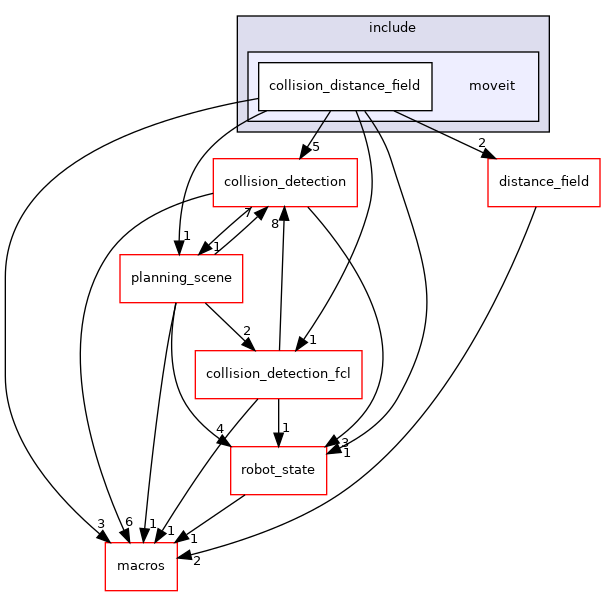 include
collision_distance_field
moveit
5
2
collision_detection
distance_field
7
8
1
1
planning_scene
2
1
collision_detection_fcl
4
1
3
1
robot_state
3
6
1
1
1
2
macros